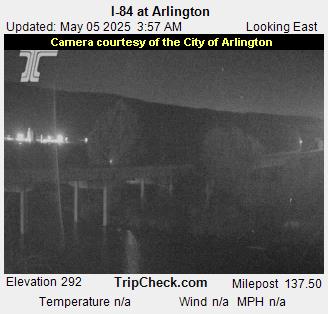 I-84 at Arlington
Updated: May 05 2025 3:57 AM Looking East
Camera courtesy of the City of Arlington
Elevation 292 TripCheck.com Milepost 137.50
Temperature n/a Wind n/a MPH n/a